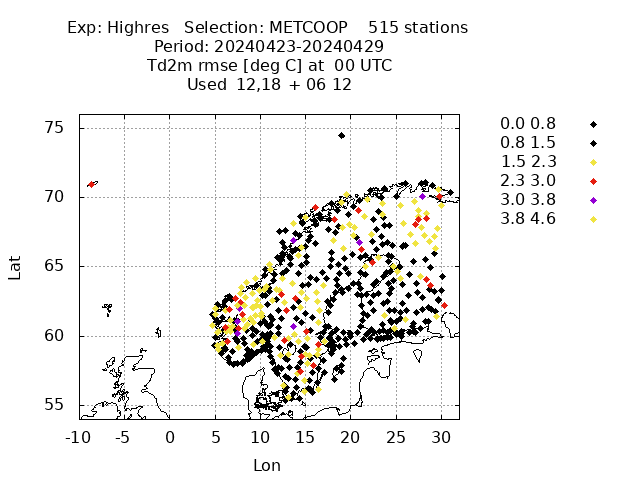 Exp: Highres   Selection: METCOOP    515 stations
Period: 20240423-20240429
Td2m rmse [deg C] at  00 UTC
Used  12,18 + 06 12
0.0 0.8
0.8 1.5
1.5 2.3
2.3 3.0
3.0 3.8
3.8 4.6
75
70
65
60
55
Lat
-10 -5 0 5 10 15 20 25 30
Lon